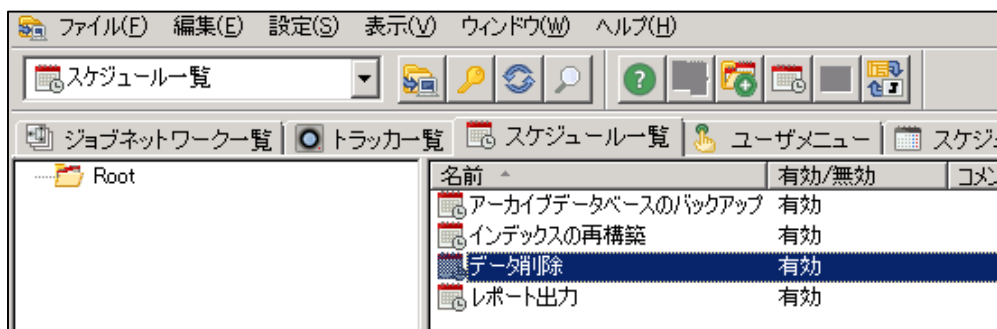 ファイル(F) 編集(E) 設定(S) 表示(V) ウィンドウ(W) ヘルプ(H)
スケジュール一覧
ジョブネットワーク一覧 トラッカ一覧 スケジュール一覧 ユーザメニュー スケジュ
Root
名前 有効/無効 コメン
アーカイブデータベースのバックアップ 有効
インデックスの再構築 有効
データ削除 有効
レポート出力 有効